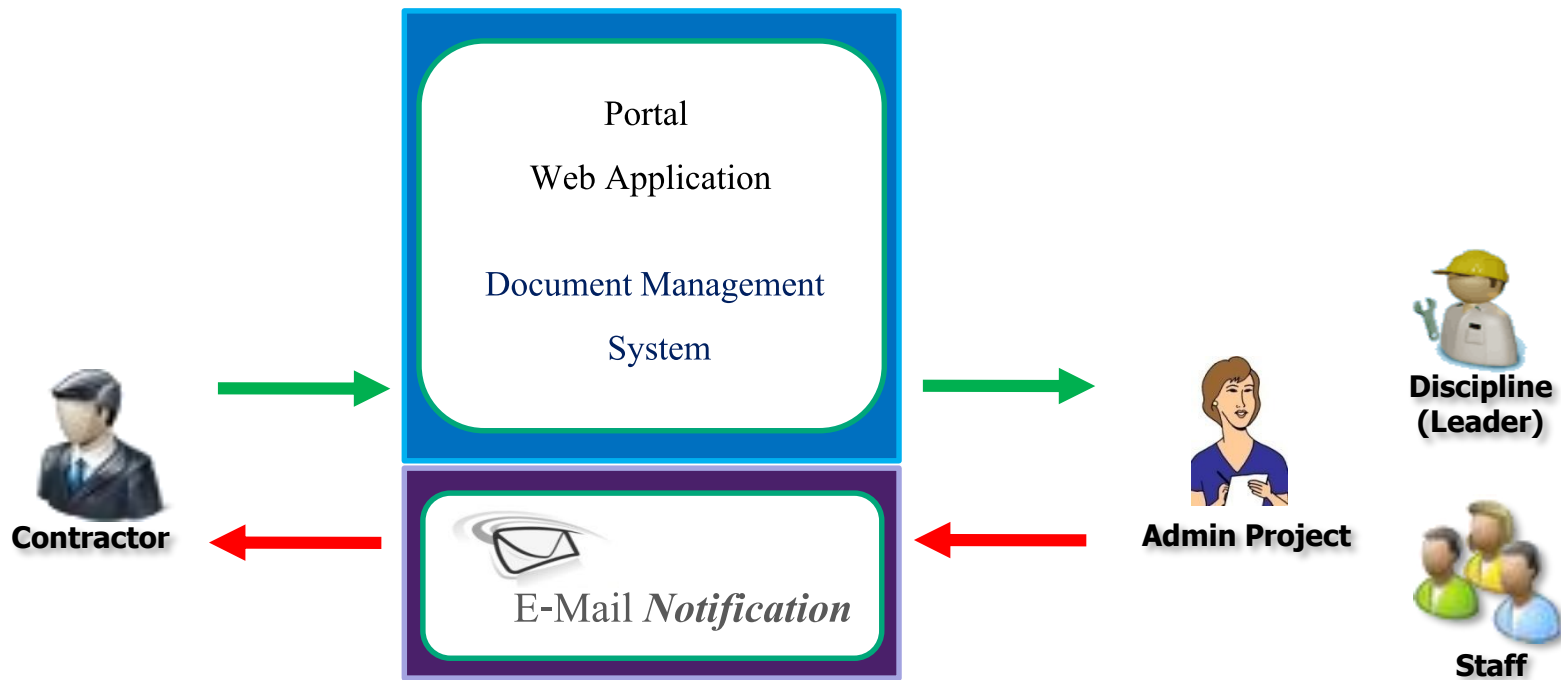 Portal
Web Application
Document Management
System
Contractor
E-Mail Notification
Admin Project
Discipline
(Leader)
Staff